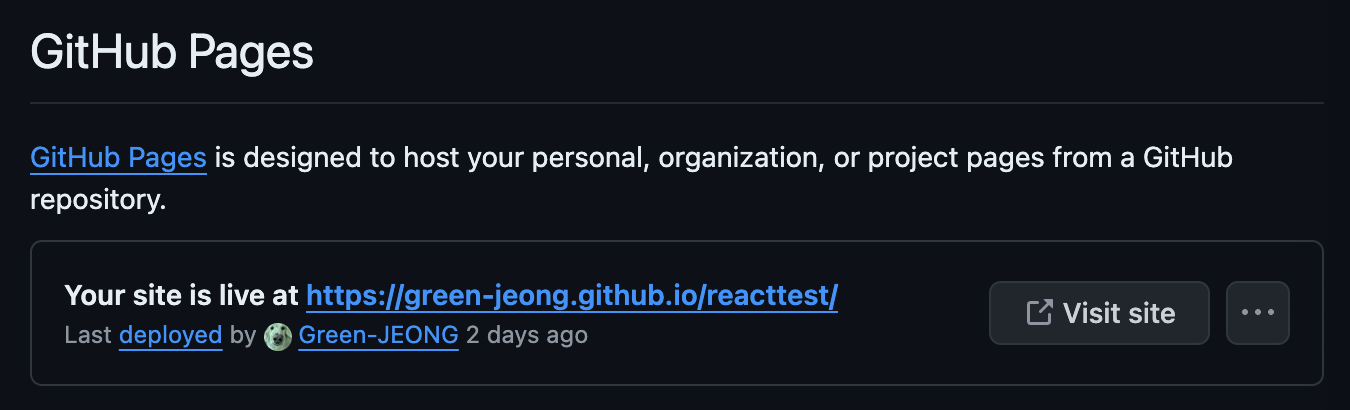 GitHub Pages
GitHub Pages is designed to host your personal, organization, or project pages from a GitHub
repository.
Your site is live at https://green-jeong.github.io/reacttest/
Last deployed by Green-JEONG 2 days ago
Visit site